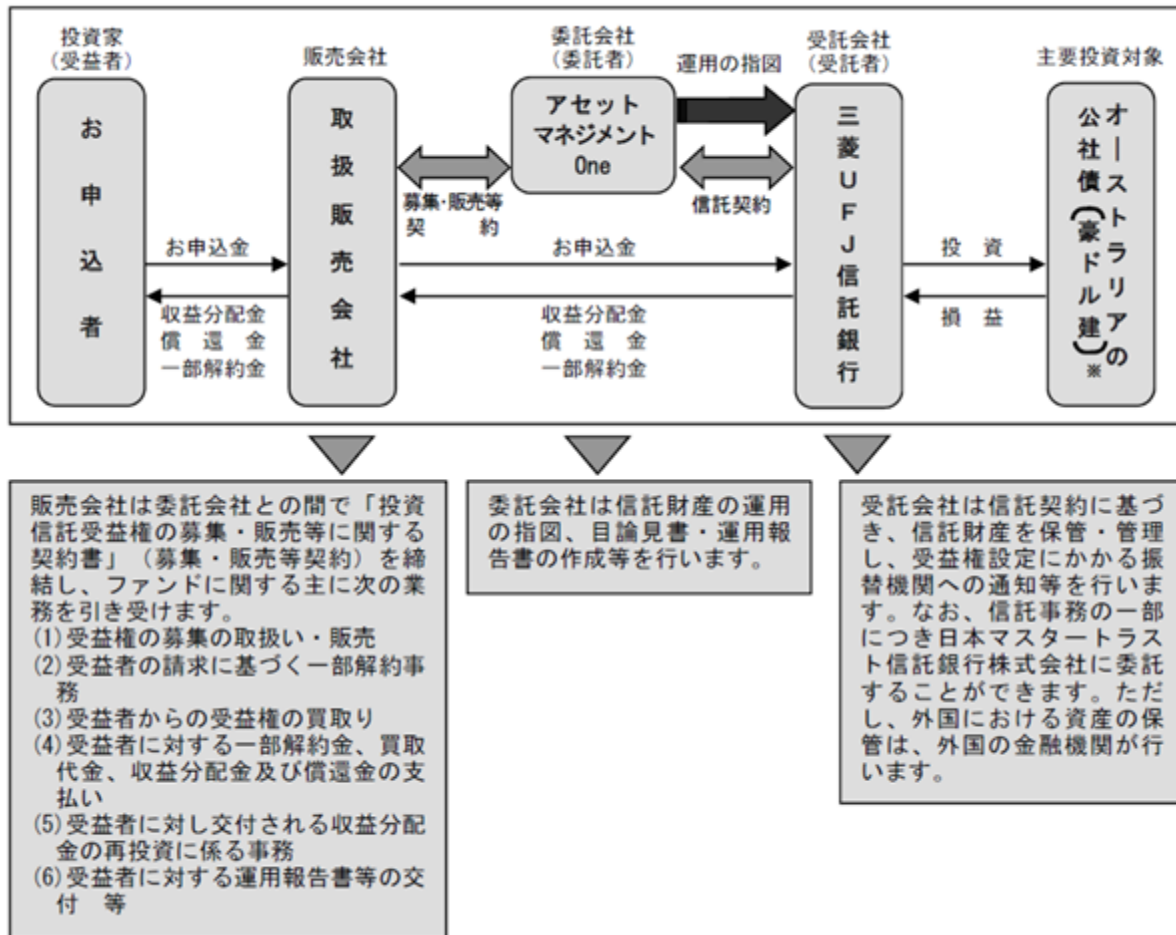 投資家
(受益者)
お申込者
販売会社
取扱販売会社
委託会社
(委託者)
アセット
マネジメント
One
運用の指図
受託会社
(受託者)
三菱UFJ信託銀行
主要投資対象
オーストラリアの
公社債(豪ドル建)※
募集・販売等
契約
信託契約
お申込金
収益分配金
償還金
一部解約金
お申込金
収益分配金
償還金
一部解約金
投資
損益
販売会社は委託会社との間で「投資
信託受益権の募集・販売等に関する
契約書」(募集・販売等契約)を締
結し、ファンドに関する主に次の業
務を引き受けます。
(1)受益権の募集の取扱い・販売
(2)受益者の請求に基づく一部解約事
務
(3)受益者からの受益権の買取り
(4)受益者に対する一部解約金、買取
代金、収益分配金及び償還金の支
払い
(5)受益者に対し交付される収益分配
金の再投資に係る事務
(6)受益者に対する運用報告書等の交
付 等
委託会社は信託財産の運用
の指図、目論見書・運用報
告書の作成等を行います。
受託会社は信託契約に基づ
き、信託財産を保管・管理
し、受益権設定にかかる振
替機関への通知等を行いま
す。なお、信託事務の一部
につき日本マスタートラス
ト信託銀行株式会社に委託
することができます。ただ
し、外国における資産の保
管は、外国の金融機関が行
います。